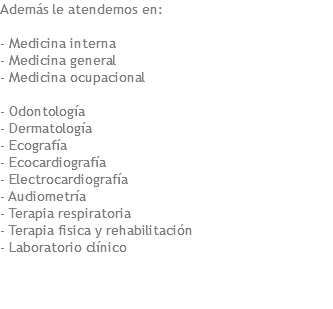 Además le atendemos en:
- Medicina interna
- Medicina general
- Medicina ocupacional
- Odontología
- Dermatología
- Ecografía
- Ecocardiografía
- Electrocardiografía
- Audiometría
- Terapia respiratoria
- Terapia fisica y rehabilitación
- Laboratorio clínico